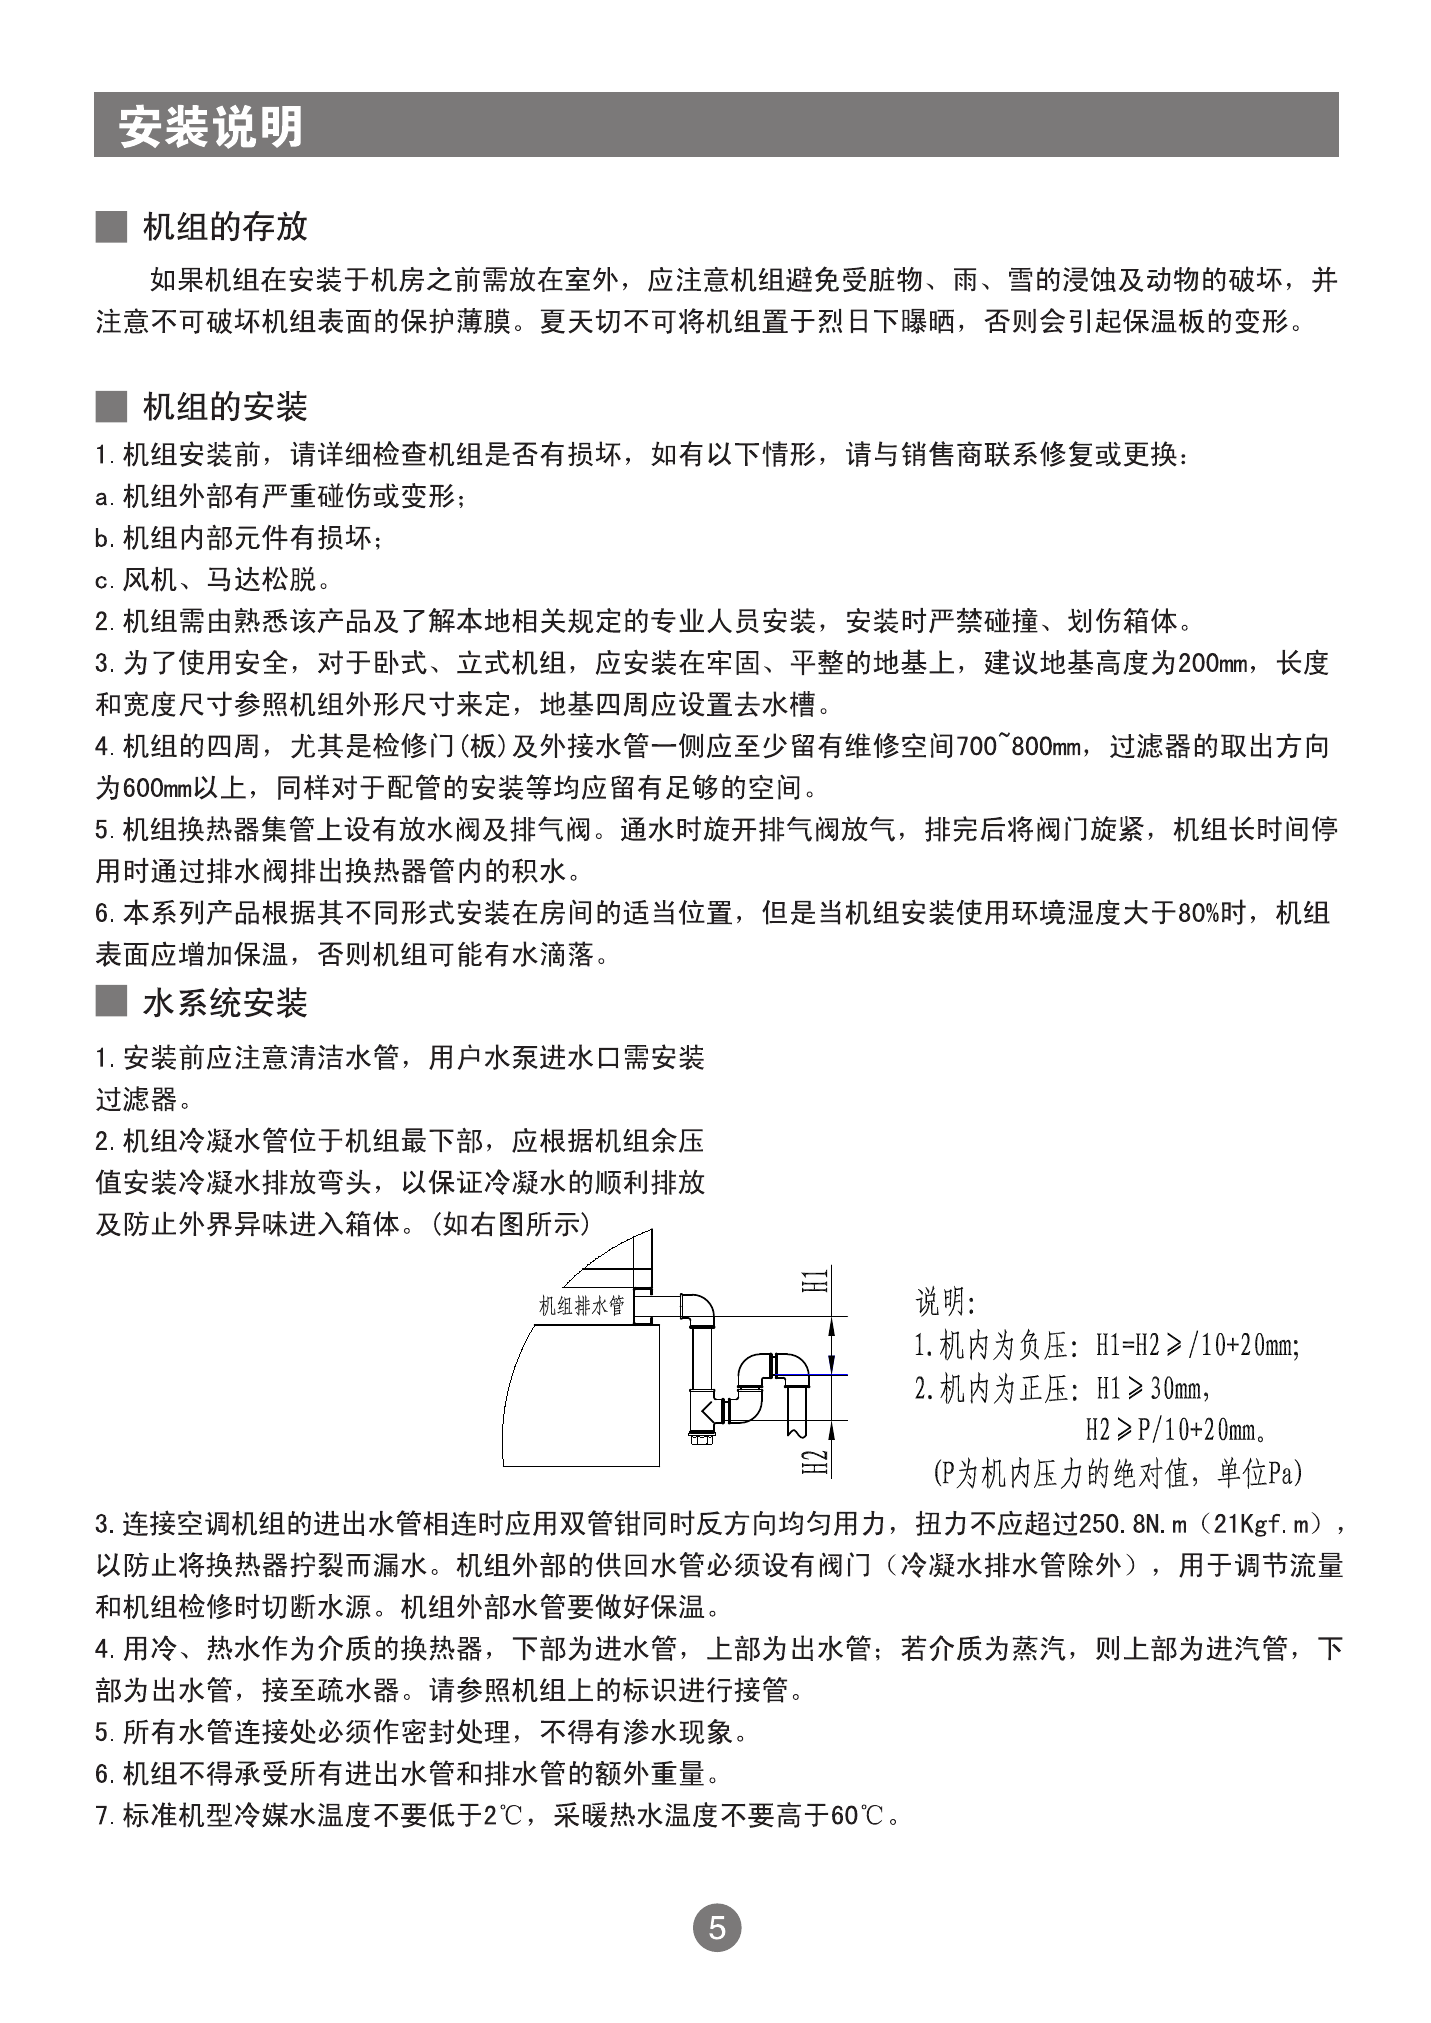 安装说明
机组的存放
如果机组在安装于机房之前需放在室外，应注意机组避免受脏物、雨、雪的浸蚀及动物的破坏，并
注意不可破坏机组表面的保护薄膜。夏天切不可将机组置于烈日下曝晒，否则会引起保温板的变形。
机组的安装
1.机组安装前，请详细检查机组是否有损坏，如有以下情形，请与销售商联系修复或更换：
a.机组外部有严重碰伤或变形；
b.机组内部元件有损坏；
c.风机、马达松脱。
2.机组需由熟悉该产品及了解本地相关规定的专业人员安装，安装时严禁碰撞、划伤箱体。
3.为了使用安全，对于卧式、立式机组，应安装在牢固、平整的地基上，建议地基高度为200mm，长度
和宽度尺寸参照机组外形尺寸来定，地基四周应设置去水槽。
4.机组的四周，尤其是检修门(板)及外接水管一侧应至少留有维修空间700~800mm，过滤器的取出方向
为600mm以上，同样对于配管的安装等均应留有足够的空间。
5.机组换热器集管上设有放水阀及排气阀。通水时旋开排气阀放气，排完后将阀门旋紧，机组长时间停
用时通过排水阀排出换热器管内的积水。
6.本系列产品根据其不同形式安装在房间的适当位置，但是当机组安装使用环境湿度大于80%时，机组
表面应增加保温，否则机组可能有水滴落。
水系统安装
1.安装前应注意清洁水管，用户水泵进水口需安装
过滤器。
2.机组冷凝水管位于机组最下部，应根据机组余压
值安装冷凝水排放弯头，以保证冷凝水的顺利排放
及防止外界异味进入箱体。(如右图所示)
机组排水管
H1
H2
说明：
1.机内为负压：H1=H2≥/10+20mm;
2.机内为正压：H1≥30mm,
H2≥P/10+20mm。
(P为机内压力的绝对值，单位Pa)
3.连接空调机组的进出水管相连时应用双管钳同时反方向均匀用力，扭力不应超过250.8N.m（21Kgf.m），
以防止将换热器拧裂而漏水。机组外部的供回水管必须设有阀门（冷凝水排水管除外），用于调节流量
和机组检修时切断水源。机组外部水管要做好保温。
4.用冷、热水作为介质的换热器，下部为进水管，上部为出水管；若介质为蒸汽，则上部为进汽管，下
部为出水管，接至疏水器。请参照机组上的标识进行接管。
5.所有水管连接处必须作密封处理，不得有渗水现象。
6.机组不得承受所有进出水管和排水管的额外重量。
7.标准机型冷媒水温度不要低于2℃，采暖热水温度不要高于60℃。
5